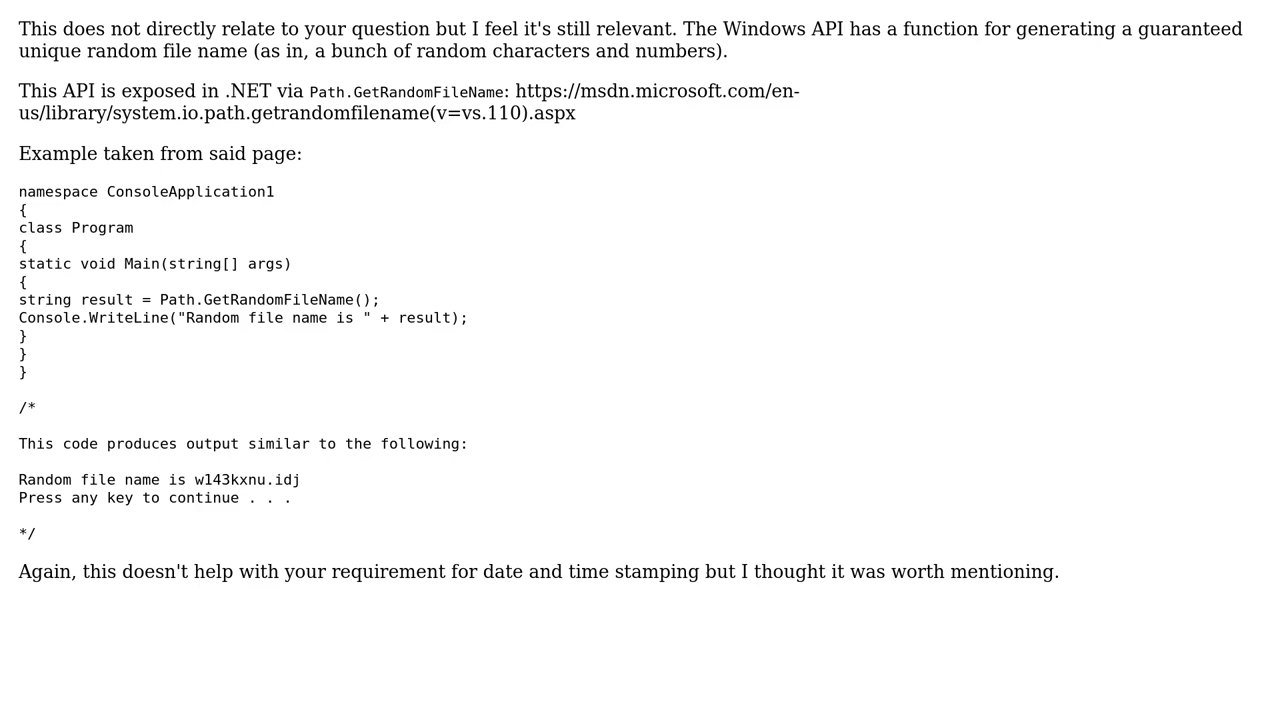 This does not directly relate to your question but I feel it's still relevant. The Windows API has a function for generating a guaranteed
unique random file name (as in, a bunch of random characters and numbers).
This API is exposed in .NET via Path.GetRandomFileName: https://msdn.microsoft.com/en-
us/library/system.io.path.getrandomfilename(v=vs.110).aspx
Example taken from said page:
namespace ConsoleApplication1
{
class Program
{
static void Main(string[] args)
{
string result = Path.GetRandomFileName();
Console.WriteLine("Random file name is " + result);
}
}
}
/*
This code produces output similar to the following:
Random file name is w143kxnu.idj
Press any key to continue . . .
*/
Again, this doesn't help with your requirement for date and time stamping but I thought it was worth mentioning.